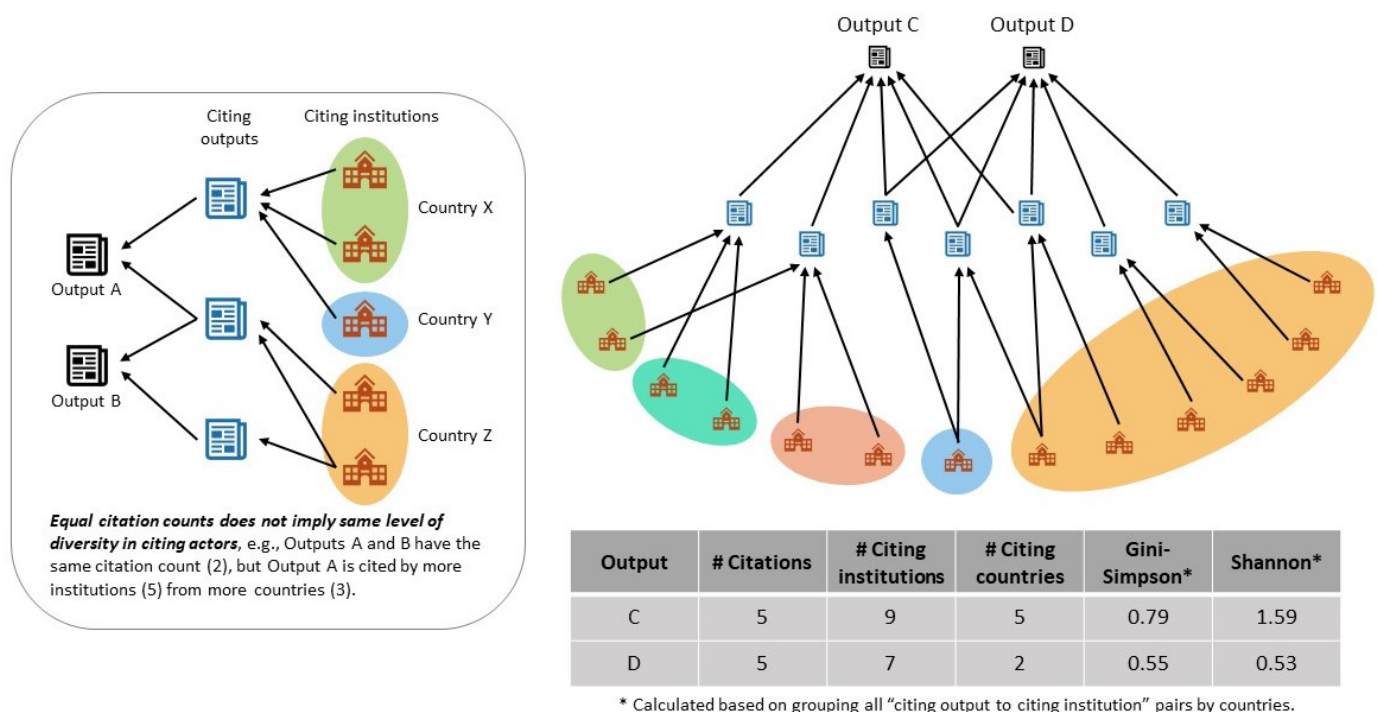 Citing
outputs
Citing institutions
Country X
Output A
Country Y
Output B
Country Z
Equal citation counts does not imply same level of
diversity in citing actors, e.g., Outputs A and B have the
same citation count (2), but Output A is cited by more
institutions (5) from more countries (3).
Output C
Output D
Output
# Citations
# Citing
institutions
# Citing
countries
Gini-
Simpson*
Shannon*
C
5
9
5
0.79
1.59
D
5
7
2
0.55
0.53
* Calculated based on grouping all “citing output to citing institution” pairs by countries.